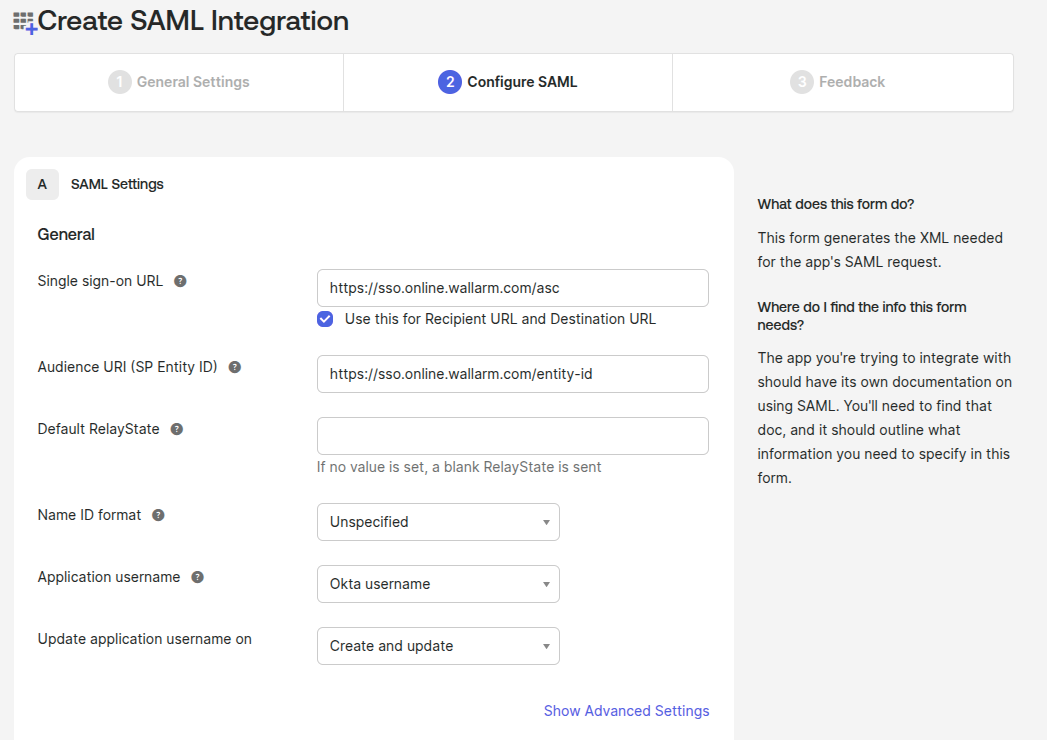 Create SAML Integration
1 General Settings
2 Configure SAML
3 Feedback
A SAML Settings
General
Single sign-on URL ?
https://sso.online.wallarm.com/asc
Use this for Recipient URL and Destination URL
Audience URI (SP Entity ID) ?
https://sso.online.wallarm.com/entity-id
Default RelayState ?
If no value is set, a blank RelayState is sent
Name ID format ?
Unspecified
Application username ?
Okta username
Update application username on
Create and update
Show Advanced Settings
What does this form do?
This form generates the XML needed
for the app's SAML request.
Where do I find the info this form
needs?
The app you're trying to integrate with
should have its own documentation on
using SAML. You'll need to find that
doc, and it should outline what
information you need to specify in this
form.